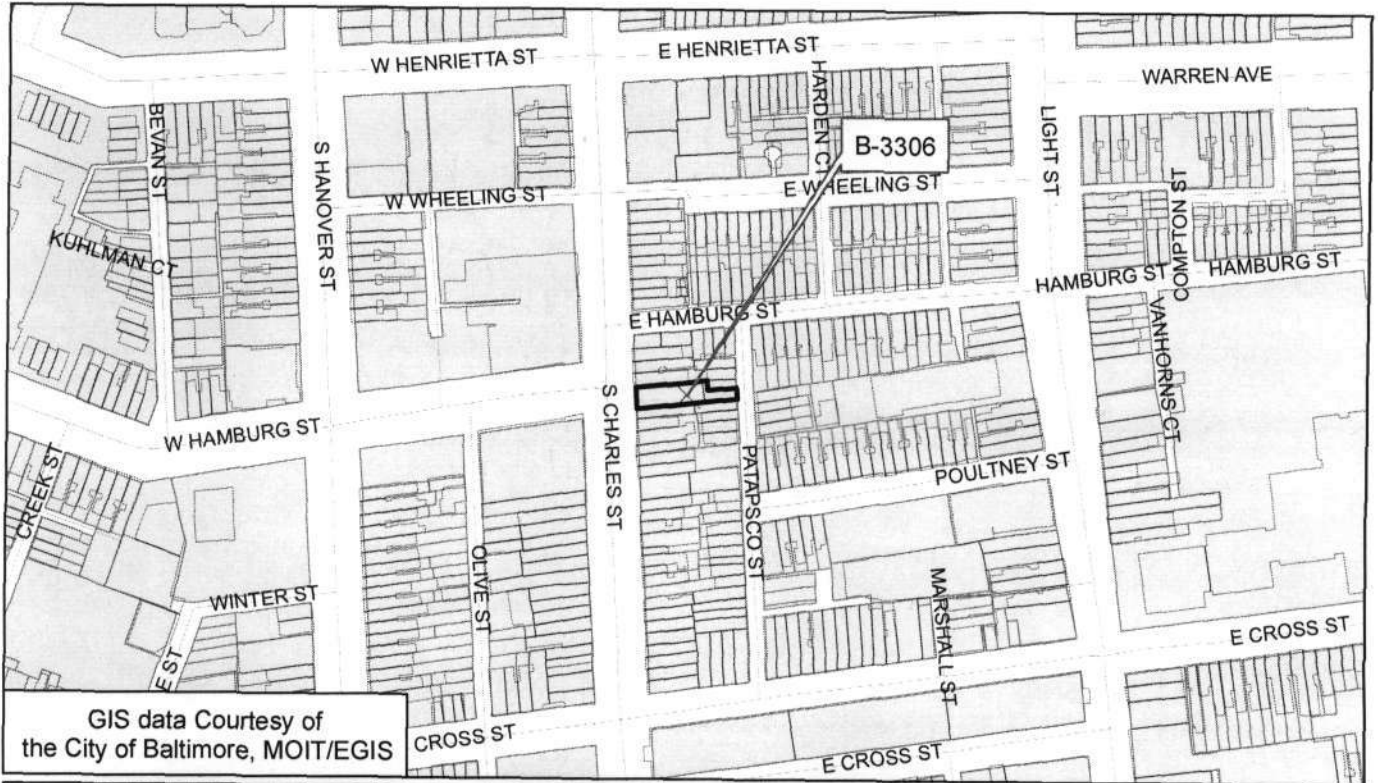 W HENRIETTA ST
E HENRIETTA ST
WARREN AVE
BEVAN ST
S HANOVER ST
HARDEN CT
LIGHT ST
B-3306
W WHEELING ST
E WHEELING ST
COMPTON ST
KUHLMAN CT
HAMBURG ST
HAMBURG ST
E HAMBURG ST
VANHORNS CT
W HAMBURG ST
S CHARLES ST
CREEK ST
PATAPSCO ST
POULTNEY ST
OLIVE ST
WINTER ST
MARSHALL ST
E CROSS ST
E ST
GIS data Courtesy of
the City of Baltimore, MOIT/EGIS
CROSS ST
E CROSS ST